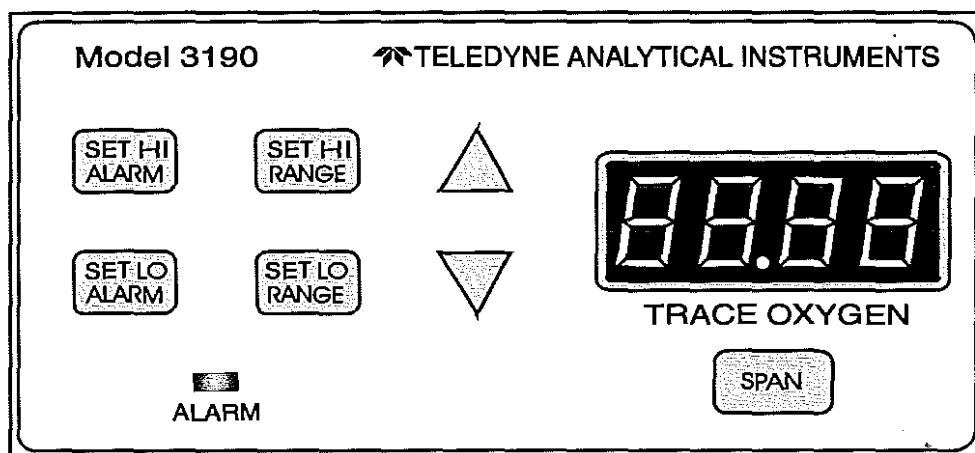 Model 3190
TELEDYNE ANALYTICAL INSTRUMENTS
SET HI
ALARM
SET HI
RANGE
SET LO
ALARM
SET LO
RANGE
TRACE OXYGEN
SPAN
ALARM